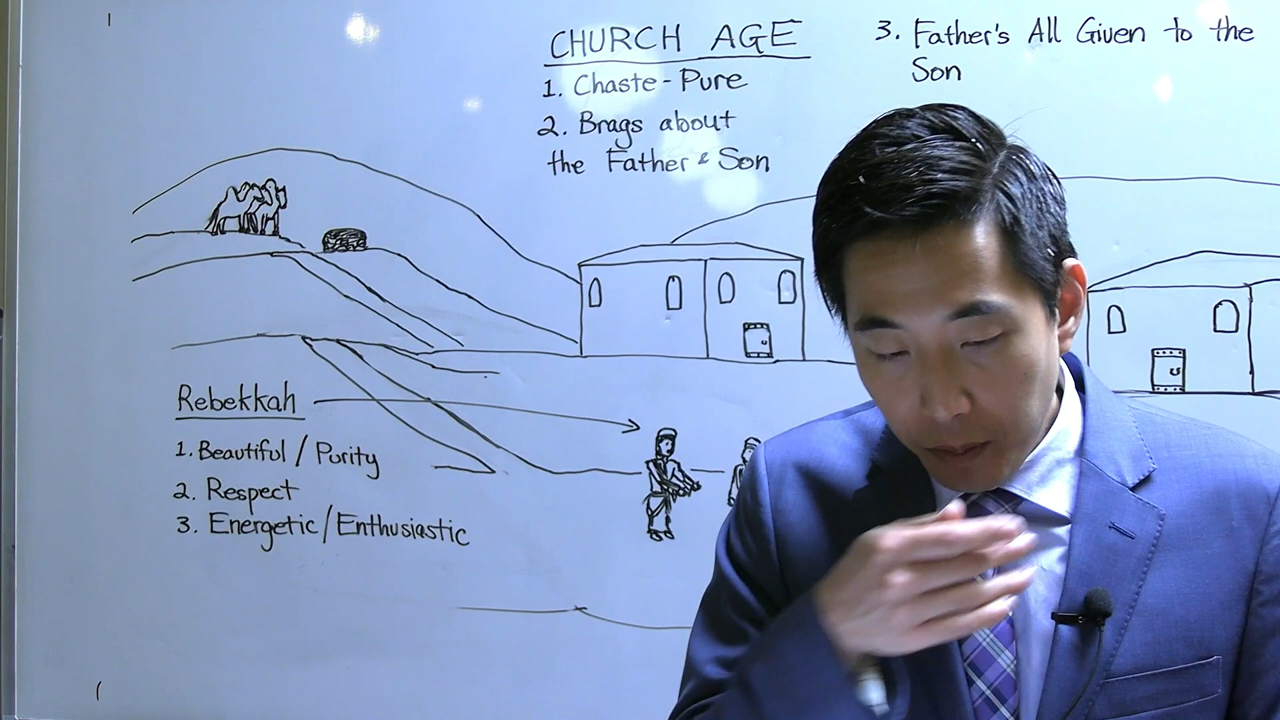 CHURCH AGE
1. Chaste-Pure
2. Brags about
the Father & Son
3. Father's All Given to the
Son
Rebekkah
1. Beautiful / Purity
2. Respect
3. Energetic/Enthusiastic